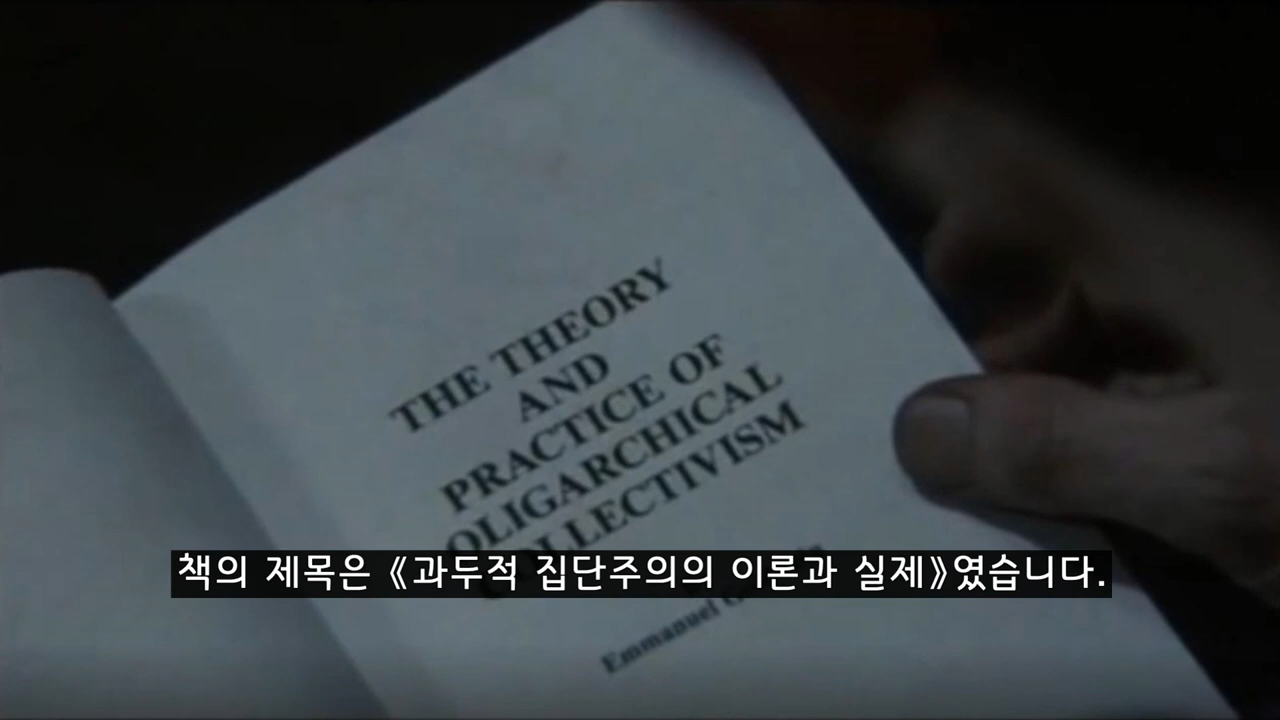 THE THEORY
AND
PRACTICE OF
OLIGARCHICAL
COLLECTIVISM
책의 제목은 《과두적 집단주의의 이론과 실제》였습니다.
Emmanuel